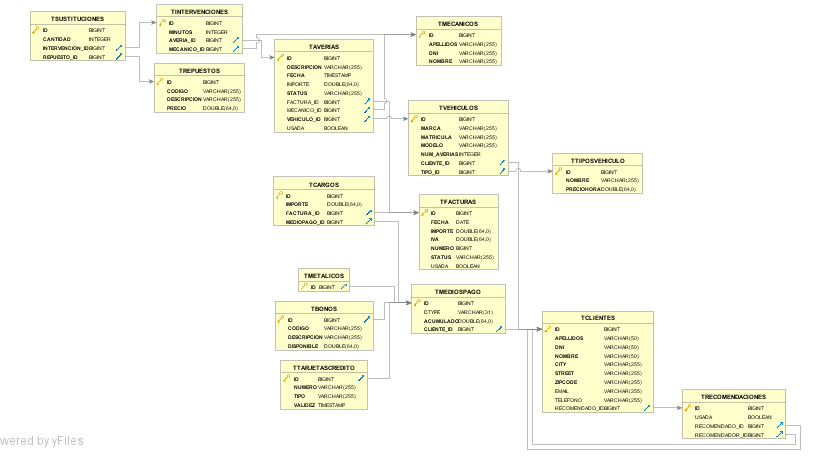 TSUSTITUCIONES
ID BIGINT
CANTIDAD INTEGER
INTERVENCION_ID BIGINT
REPUESTO_ID BIGINT
TINTERVENCIONES
ID BIGINT
MINUTOS INTEGER
AVERIA_ID BIGINT
MECANICO_ID BIGINT
TREPUESTOS
ID BIGINT
CODIGO VARCHAR(255)
DESCRIPCION VARCHAR(255)
PRECIO DOUBLE(64,0)
TAVERIAS
ID BIGINT
DESCRIPCION VARCHAR(255)
FECHA TIMESTAMP
IMPORTE DOUBLE(64,0)
STATUS VARCHAR(255)
FACTURA_ID BIGINT
MECANICO_ID BIGINT
VEHICULO_ID BIGINT
USADA BOOLEAN
TMECANICOS
ID BIGINT
APELLIDOS VARCHAR(255)
DNI VARCHAR(255)
NOMBRE VARCHAR(255)
TVEHICULOS
ID BIGINT
MARCA VARCHAR(255)
MATRICULA VARCHAR(255)
MODELO VARCHAR(255)
NUM_AVERIAS INTEGER
CLIENTE_ID BIGINT
TIPO_ID BIGINT
TTIPOSVEHICULO
ID BIGINT
NOMBRE VARCHAR(255)
PRECIOHORA DOUBLE(64,0)
TCARGOS
ID BIGINT
IMPORTE DOUBLE(64,0)
FACTURA_ID BIGINT
MEDIOPAGO_ID BIGINT
TFACTURAS
ID BIGINT
FECHA DATE
IMPORTE DOUBLE(64,0)
IVA DOUBLE(64,0)
NUMERO BIGINT
STATUS VARCHAR(255)
USADA BOOLEAN
TMETALICOS
ID BIGINT
TBONOS
ID BIGINT
CODIGO VARCHAR(255)
DESCRIPCION VARCHAR(255)
DISPONIBLE DOUBLE(64,0)
TMEDIOSPAGO
ID BIGINT
DTYPE VARCHAR(31)
ACUMULADO DOUBLE(64,0)
CLIENTE_ID BIGINT
TTARJETASCREDITO
ID BIGINT
NUMERO VARCHAR(255)
TIPO VARCHAR(255)
VALIDEZ TIMESTAMP
TCLIENTES
ID BIGINT
APELLIDOS VARCHAR(50)
DNI VARCHAR(50)
NOMBRE VARCHAR(50)
CITY VARCHAR(255)
STREET VARCHAR(255)
ZIPCODE VARCHAR(255)
EMAIL VARCHAR(255)
TELEFONO VARCHAR(255)
RECOMENDADO_ID BIGINT
TRECOMENDACIONES
ID BIGINT
USADA BOOLEAN
RECOMENDADO_ID BIGINT
RECOMENDADOR_ID BIGINT
wered by yFiles